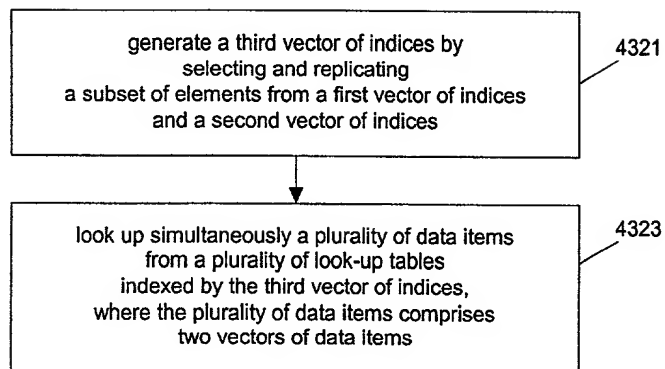 generate a third vector of indices by
selecting and replicating
a subset of elements from a first vector of indices
and a second vector of indices
4321
look up simultaneously a plurality of data items
from a plurality of look-up tables
indexed by the third vector of indices,
where the plurality of data items comprises
two vectors of data items
4323